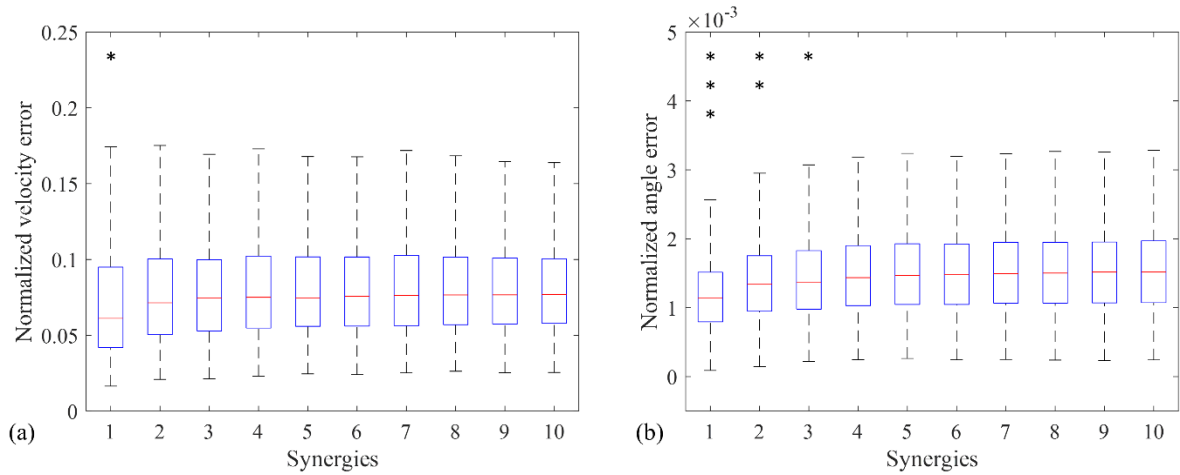 0.25
0.2
0.15
0.1
0.05
0
Normalized velocity error
*
1 2 3 4 5 6 7 8 9 10
Synergies
(a)
×10⁻³
5
4
3
2
1
0
Normalized angle error
* * *
* *
*
1 2 3 4 5 6 7 8 9 10
Synergies
(b)